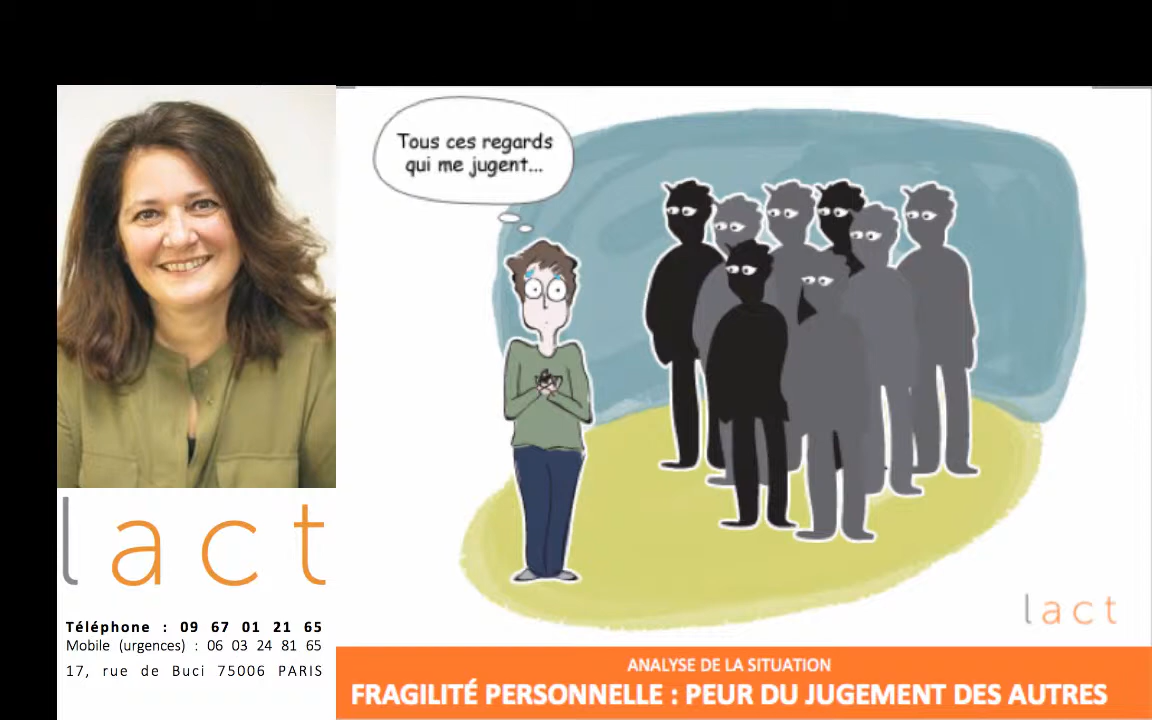 Tous ces regards
qui me jugent...
lact
Téléphone : 09 67 01 21 65
Mobile (urgences) : 06 03 24 81 65
17, rue de Buci 75006 PARIS
lact
ANALYSE DE LA SITUATION
FRAGILITÉ PERSONNELLE : PEUR DU JUGEMENT DES AUTRES